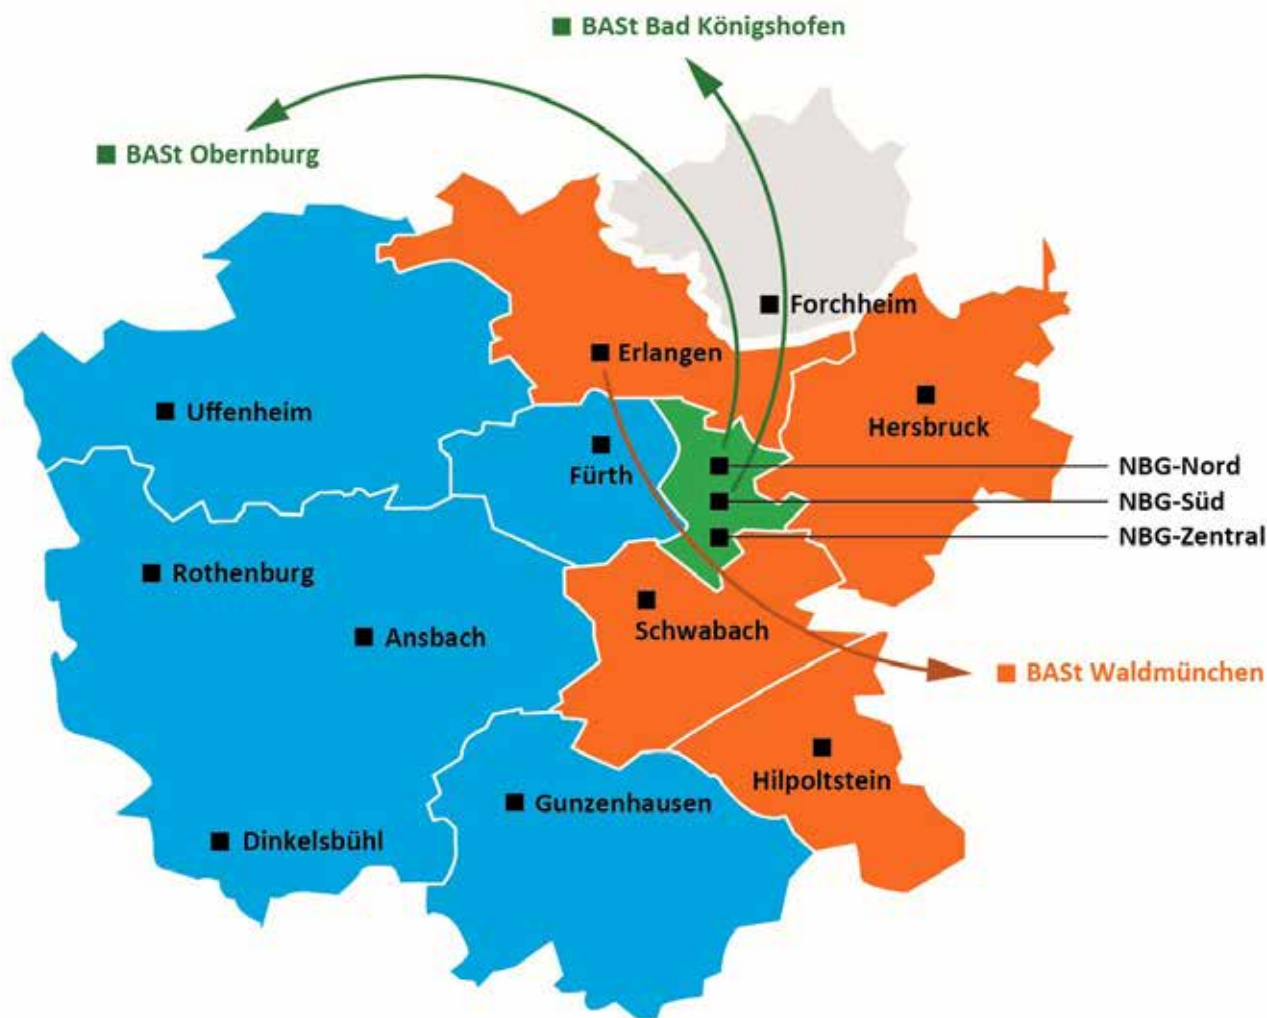 BASt Bad Königshofen
BASt Obernburg
Forchheim
Erlangen
Uffenheim
Hersbruck
Fürth
NBG-Nord
NBG-Süd
NBG-Zentral
Rothenburg
Ansbach
Schwabach
BASt Waldmünchen
Hilpoltstein
Gunzenhausen
Dinkelsbühl